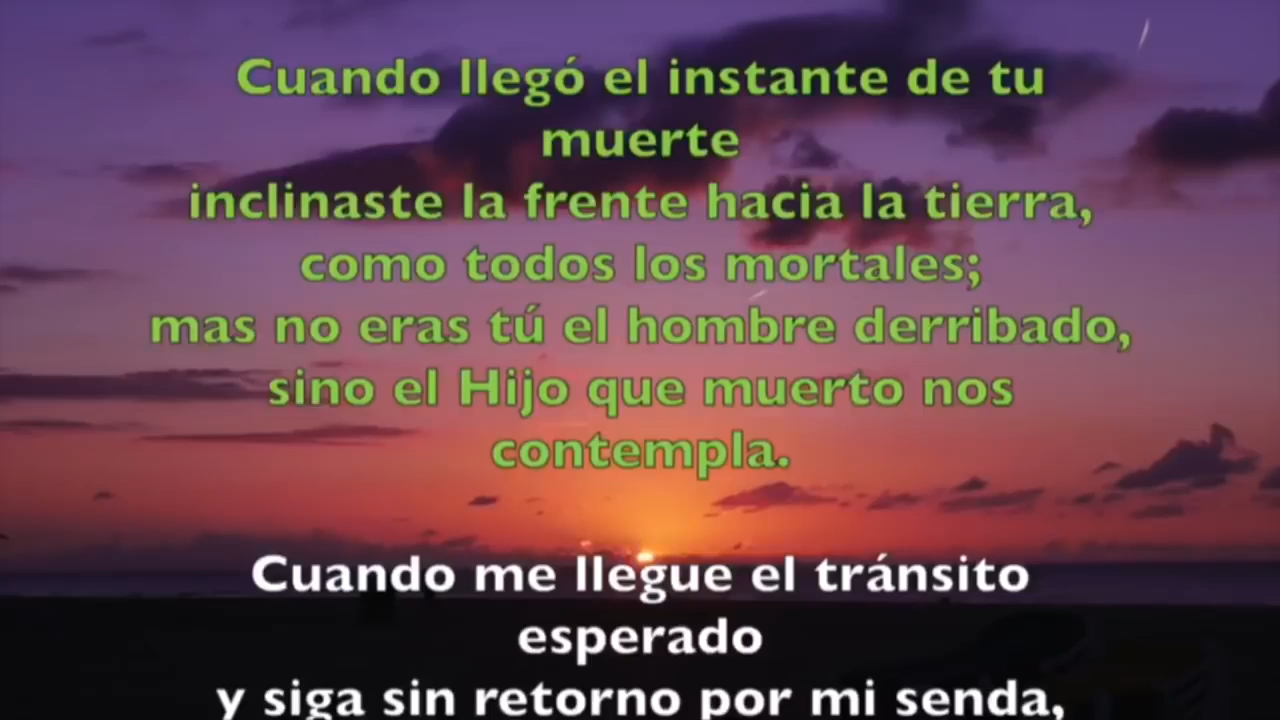 Cuando llegó el instante de tu
muerte
inclinaste la frente hacia la tierra,
como todos los mortales;
mas no eras tú el hombre derribado,
sino el Hijo que muerto nos
contempla.
Cuando me llegue el tránsito
esperado
y siga sin retorno por mi senda,